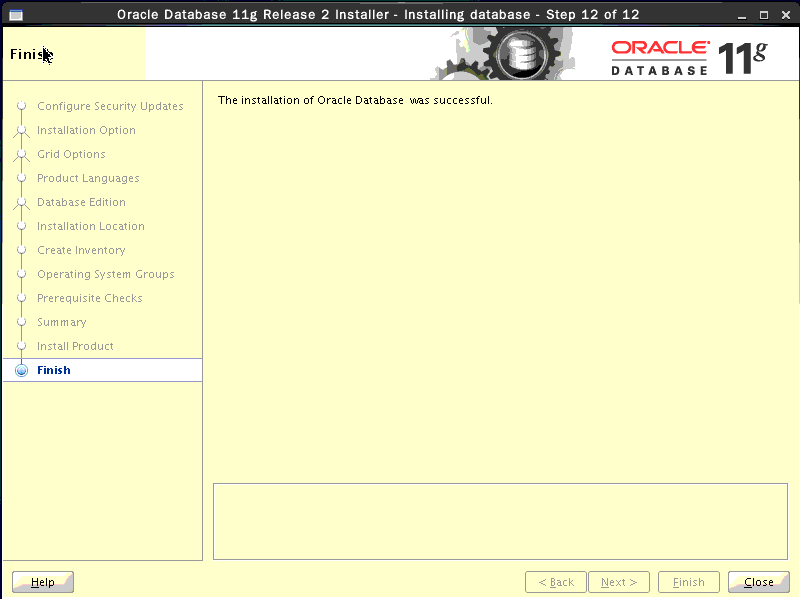 Oracle Database 11g Release 2 Installer - Installing database - Step 12 of 12
Finish
ORACLE
DATABASE
11g
Configure Security Updates
Installation Option
Grid Options
Product Languages
Database Edition
Installation Location
Create Inventory
Operating System Groups
Prerequisite Checks
Summary
Install Product
Finish
The installation of Oracle Database  was successful.
Help
< Back
Next >
Finish
Close